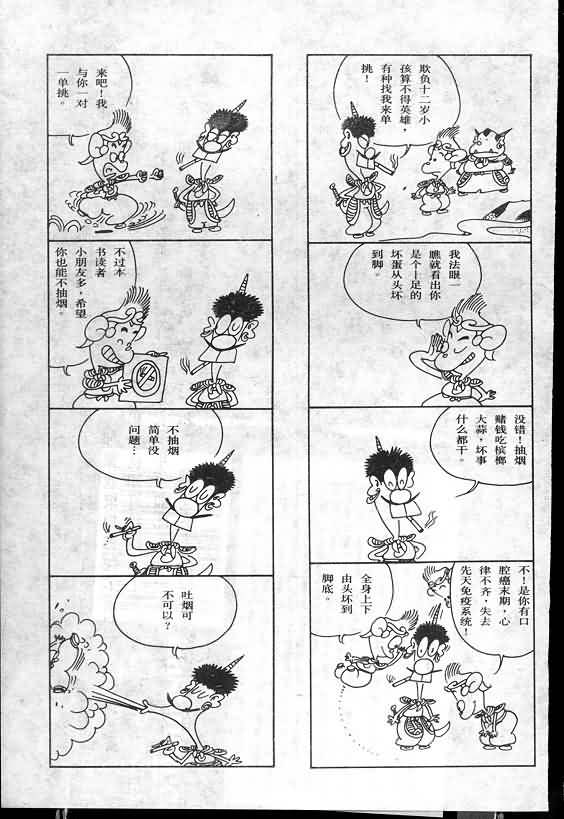 欺负十二岁小
孩算不得英雄，
有种找我来单
挑！
我法眼一
瞧就看出你
是个上足的
坏蛋从头坏
到脚。
没错！抽烟
赌钱吃槟榔
大蒜，坏事
什么都干。
不！是你有口
腔癌末期，心
律不齐，失去
先天免疫系统！
全身上下
由头坏到
脚底。
来吧！我
与你一对
一单挑。
不过本
书读者
小朋友多，希望
你也能不抽烟。
不抽烟
简单没
问题…
吐烟可
不可以？